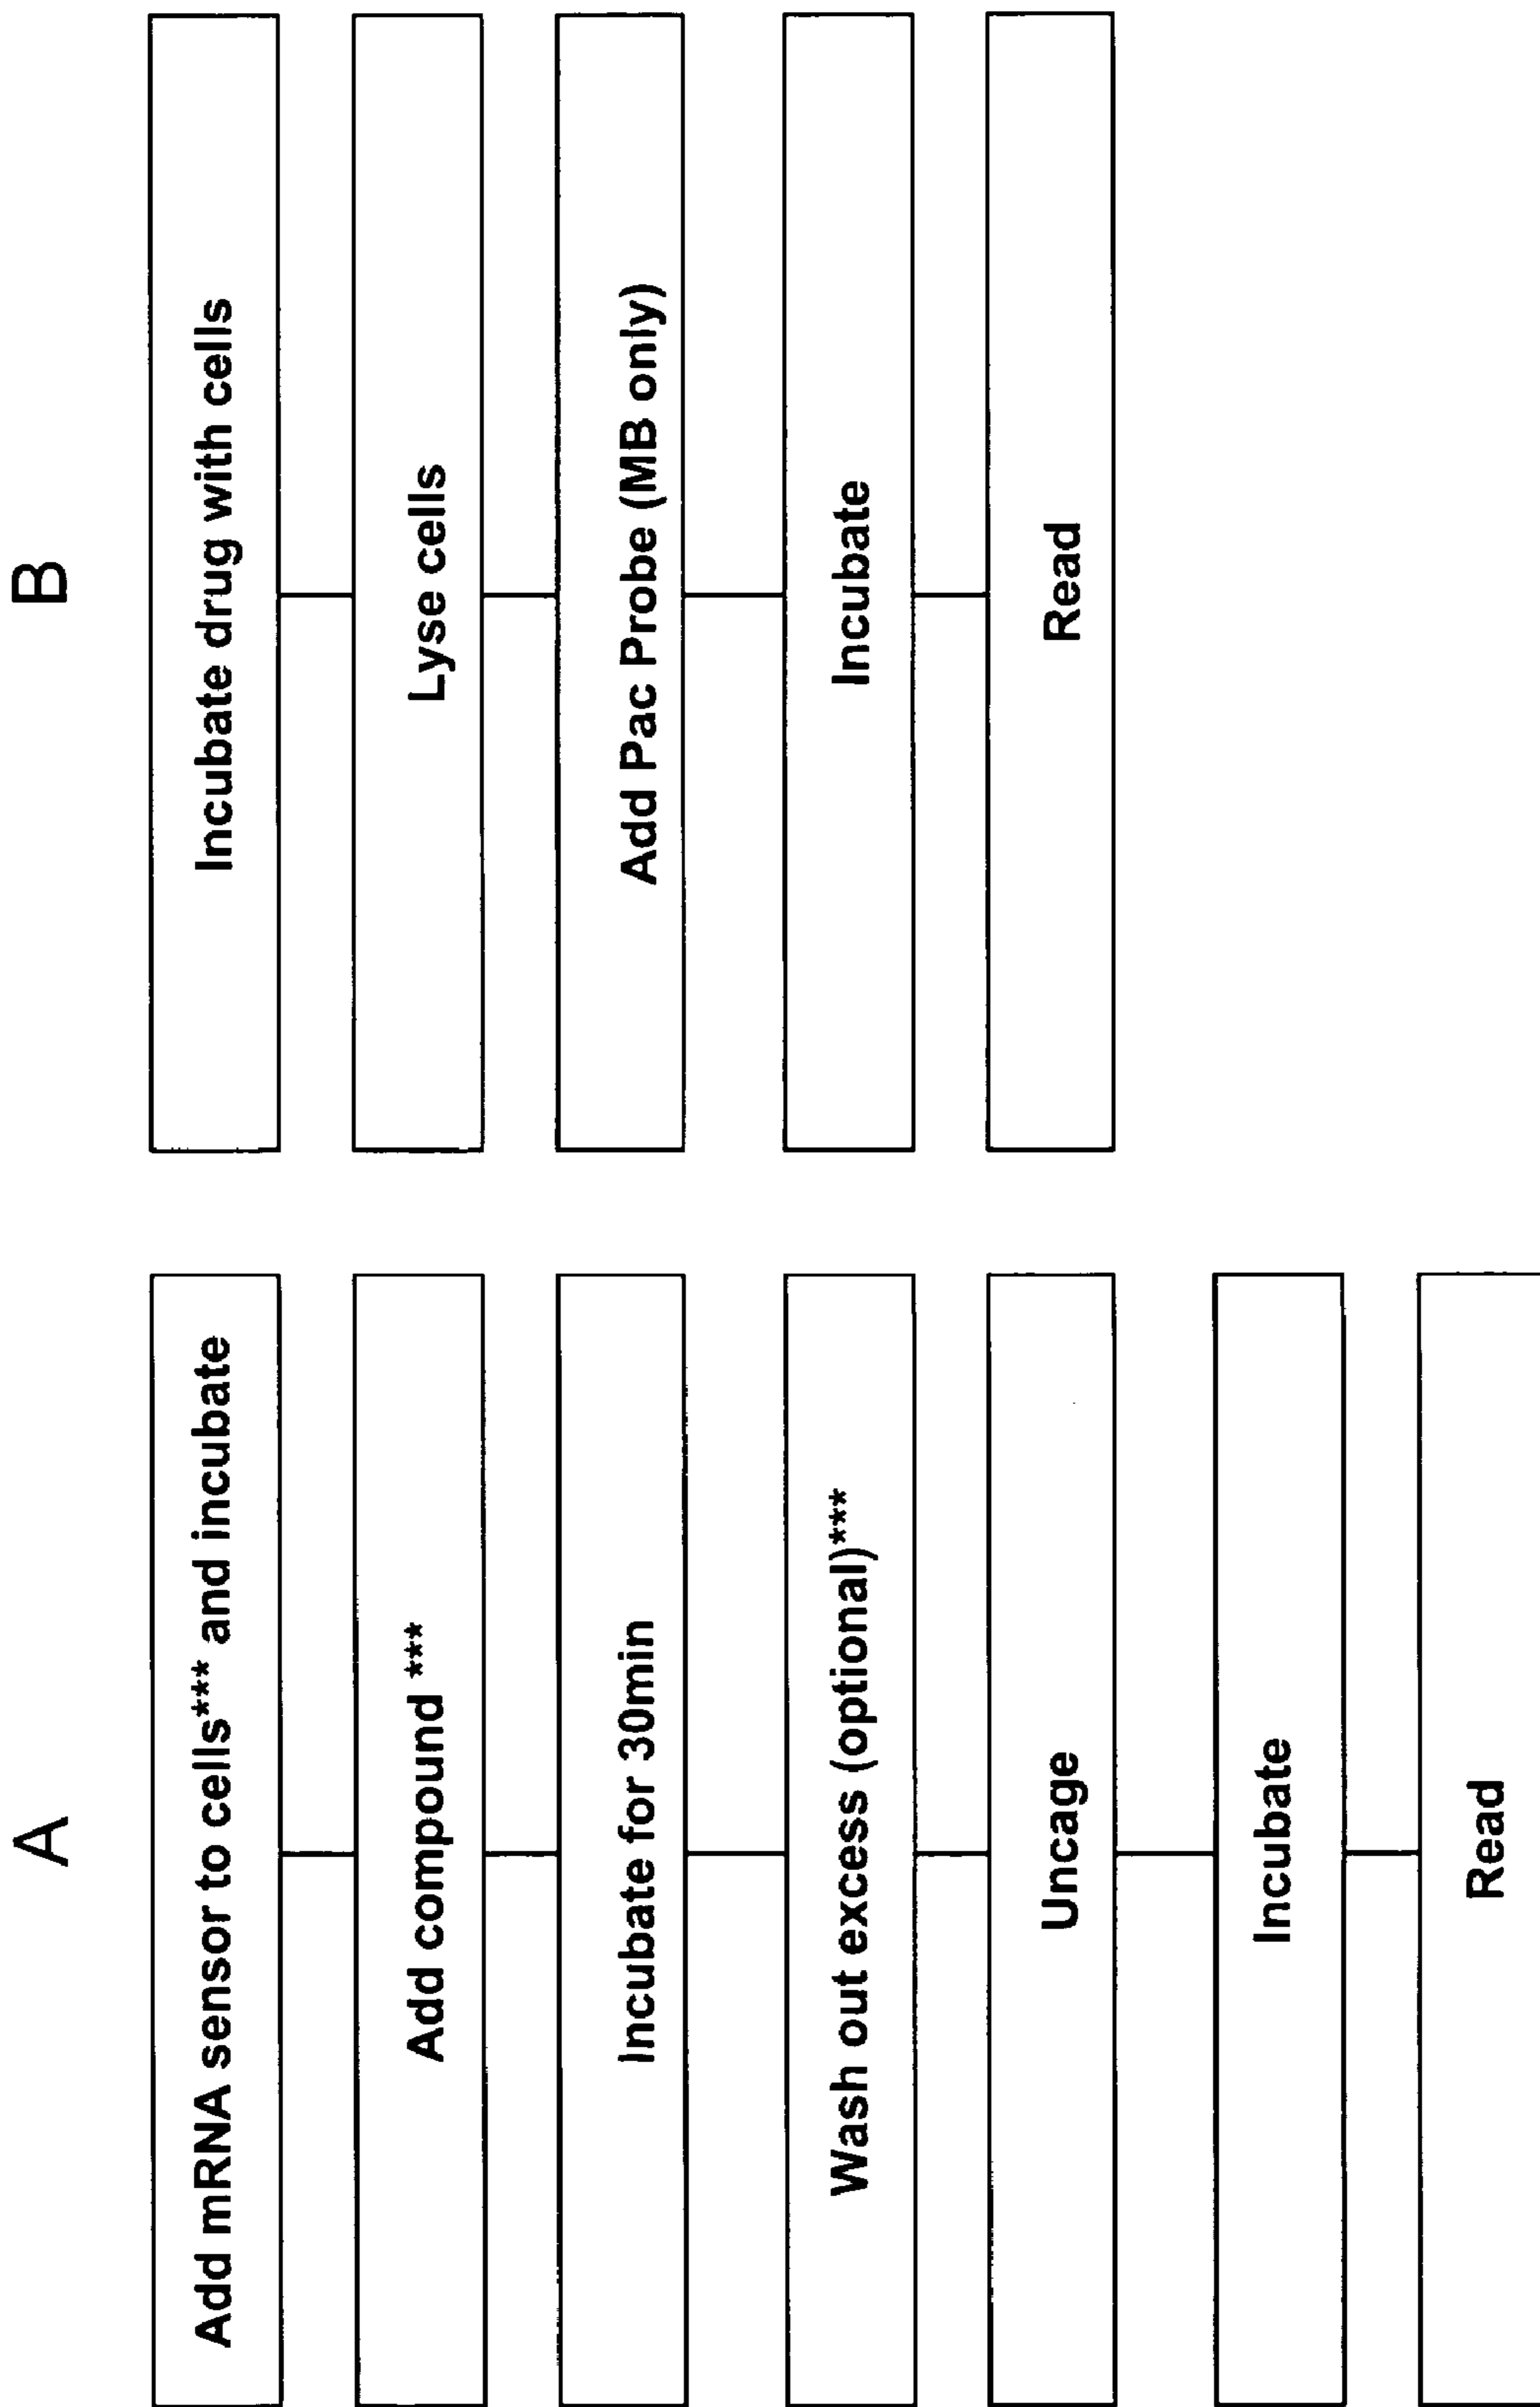 A
Add mRNA sensor to cells*** and incubate
Add compound ***
Incubate for 30min
Wash out excess (optional)***
Uncage
Incubate
Read
B
Incubate drug with cells
Lyse cells
Add Pac Probe (MB only)
Incubate
Read